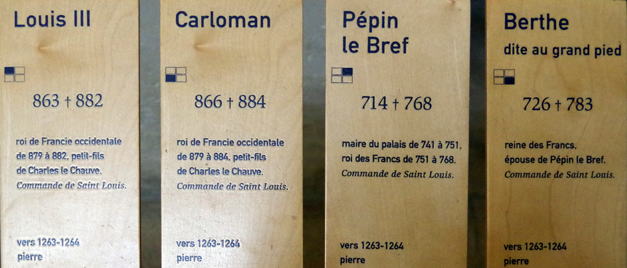 Louis III
863 † 882
roi de Francie occidentale
de 879 à 882, petit-fils
de Charles le Chauve.
Commande de Saint Louis.
vers 1263-1264
pierre
Carloman
866 † 884
roi de Francie occidentale
de 879 à 884, petit-fils
de Charles le Chauve.
Commande de Saint Louis.
vers 1263-1264
pierre
Pépin
le Bref
714 † 768
maire du palais de 741 à 751,
roi des Francs de 751 à 768.
Commande de Saint Louis.
vers 1263-1264
pierre
Berthe
dite au grand pied
726 † 783
reine des Francs,
épouse de Pépin le Bref.
Commande de Saint Louis.
vers 1263-1264
pierre